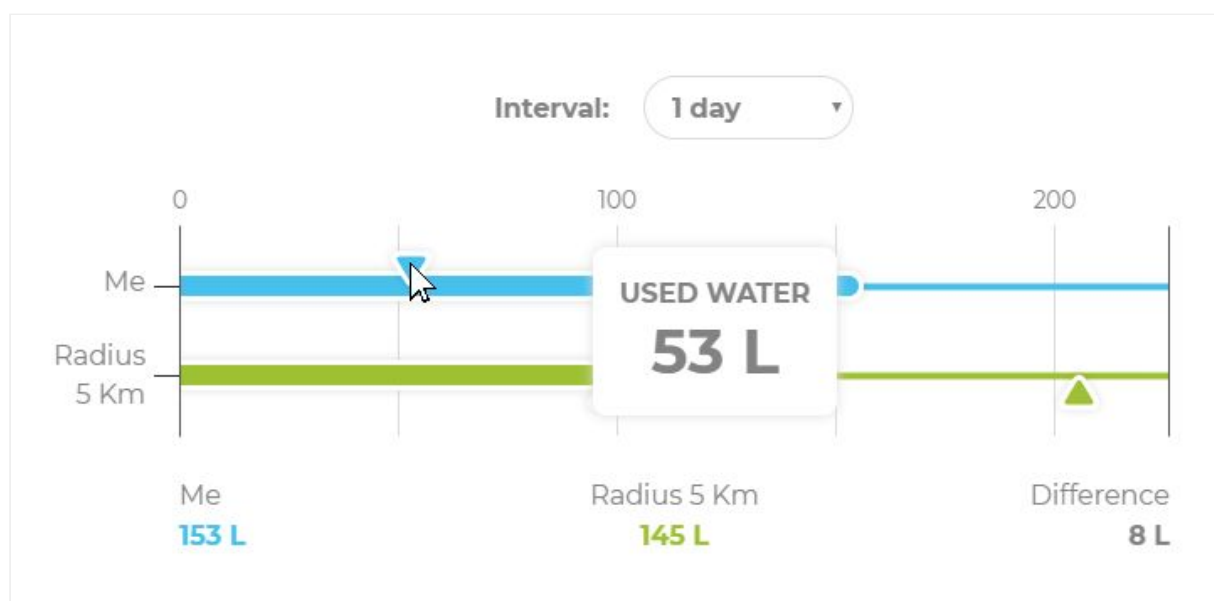 Interval: 1 day
0 100 200
Me
USED WATER
53 L
Radius
5 Km
Me Radius 5 Km Difference
153 L 145 L 8 L